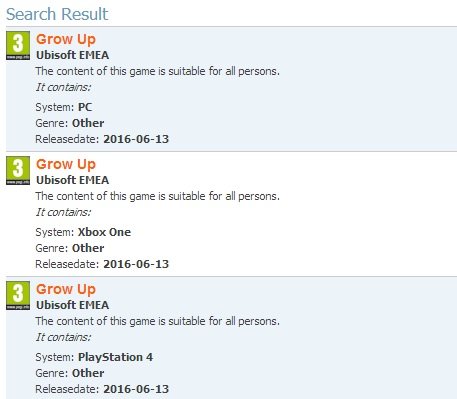 Search Result
3
www.pegi.info
Grow Up
Ubisoft EMEA
The content of this game is suitable for all persons.
It contains:
System: PC
Genre: Other
Releasedate: 2016-06-13
3
www.pegi.info
Grow Up
Ubisoft EMEA
The content of this game is suitable for all persons.
It contains:
System: Xbox One
Genre: Other
Releasedate: 2016-06-13
3
www.pegi.info
Grow Up
Ubisoft EMEA
The content of this game is suitable for all persons.
It contains:
System: PlayStation 4
Genre: Other
Releasedate: 2016-06-13